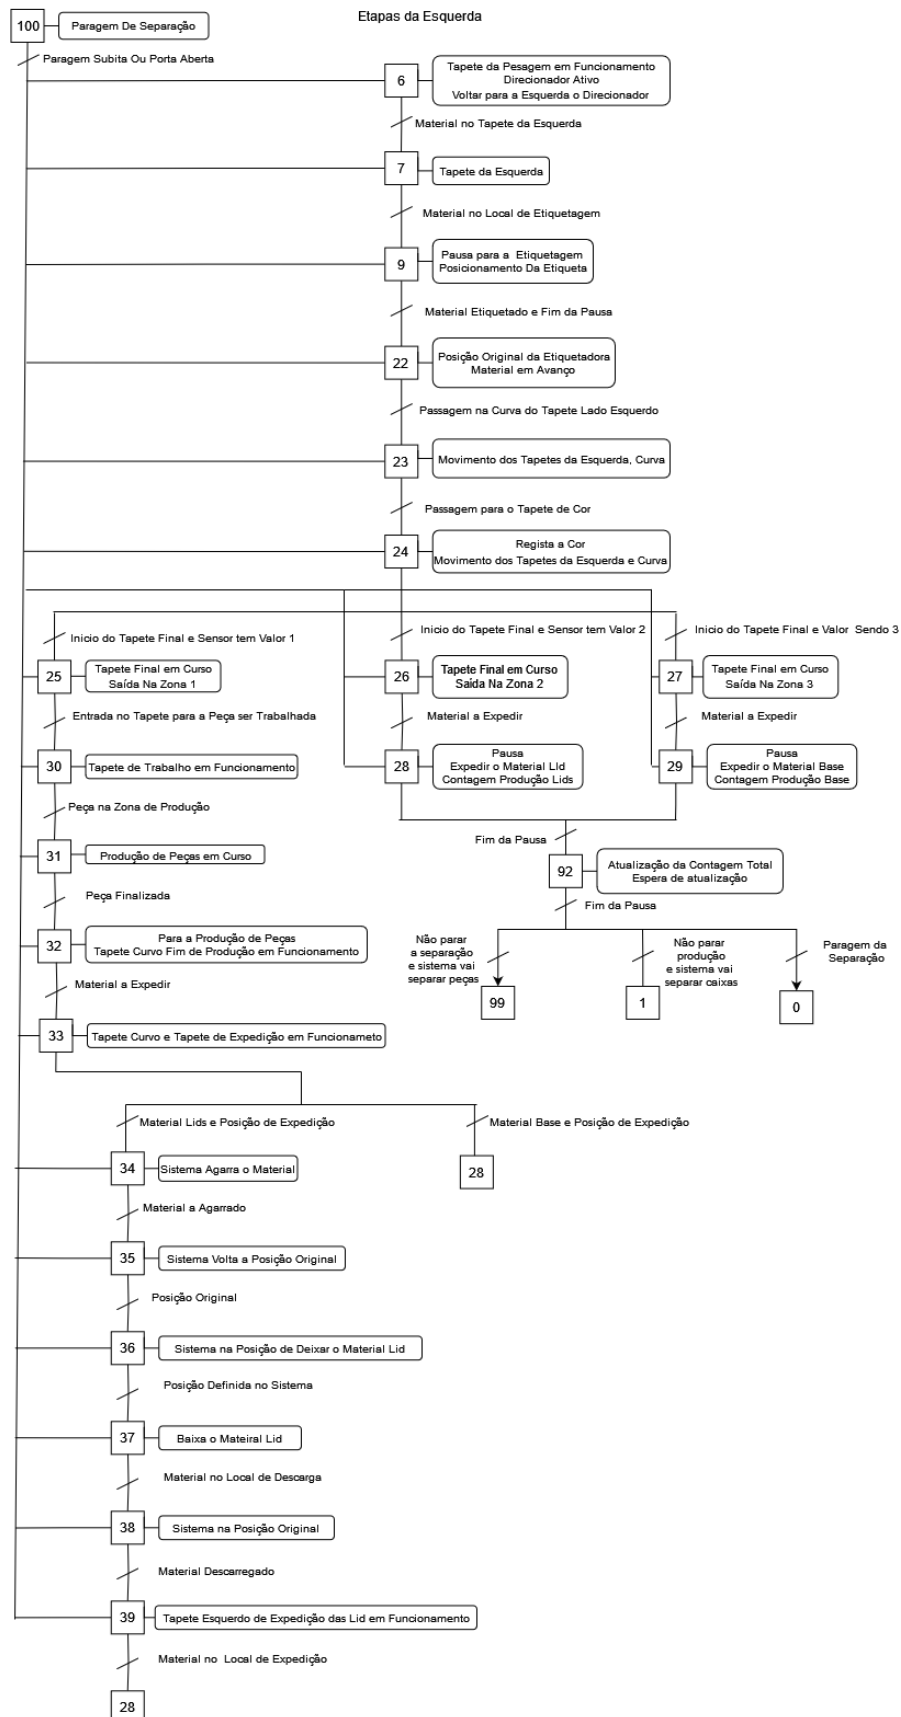 Etapas da Esquerda
100
Paragem De Separação
Paragem Subita Ou Porta Aberta
6
Tapete da Pesagem em Funcionamento
Direcionador Ativo
Voltar para a Esquerda o Direcionador
Material no Tapete da Esquerda
7
Tapete da Esquerda
Material no Local de Etiquetagem
9
Pausa para a Etiquetagem
Posicionamento Da Etiqueta
Material Etiquetado e Fim da Pausa
22
Posição Original da Etiquetadora
Material em Avanço
Passagem na Curva do Tapete Lado Esquerdo
23
Movimento dos Tapetes da Esquerda, Curva
Passagem para o Tapete de Cor
24
Regista a Cor
Movimento dos Tapetes da Esquerda e Curva
Inicio do Tapete Final e Sensor tem Valor 1
Inicio do Tapete Final e Sensor tem Valor 2
Inicio do Tapete Final e Valor Sendo 3
25
Tapete Final em Curso
Saída Na Zona 1
26
Tapete Final em Curso
Saída Na Zona 2
27
Tapete Final em Curso
Saída Na Zona 3
Entrada no Tapete para a Peça ser Trabalhada
Material a Expedir
Material a Expedir
30
Tapete de Trabalho em Funcionamento
28
Pausa
Expedir o Material LId
Contagem Produção Lids
29
Pausa
Expedir o Material Base
Contagem Produção Base
Peça na Zona de Produção
Fim da Pausa
31
Produção de Peças em Curso
92
Atualização da Contagem Total
Espera de atualização
Peça Finalizada
Fim da Pausa
32
Para a Produção de Peças
Tapete Curvo Fim de Produção em Funcionamento
Não parar
a separação
e sistema vai
separar peças
Não parar
produção
e sistema vai
separar caixas
Paragem da
Separação
Material a Expedir
99
1
0
33
Tapete Curvo e Tapete de Expedição em Funcionameto
Material Lids e Posição de Expedição
Material Base e Posição de Expedição
34
Sistema Agarra o Material
28
Material a Agarrado
35
Sistema Volta a Posição Original
Posição Original
36
Sistema na Posição de Deixar o Material Lid
Posição Definida no Sistema
37
Baixa o Mateiral Lid
Material no Local de Descarga
38
Sistema na Posição Original
Material Descarregado
39
Tapete Esquerdo de Expedição das Lid em Funcionamento
Material no Local de Expedição
28